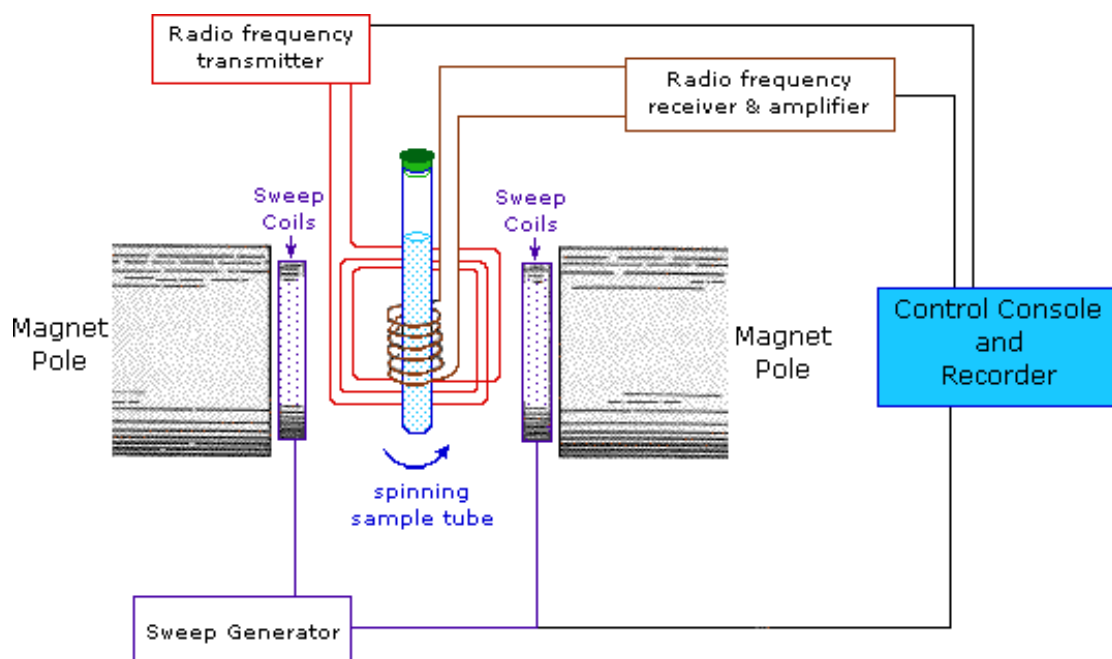 Radio frequency
transmitter
Radio frequency
receiver & amplifier
Sweep
Coils
Sweep
Coils
Magnet
Pole
Magnet
Pole
Control Console
and
Recorder
spinning
sample tube
Sweep Generator